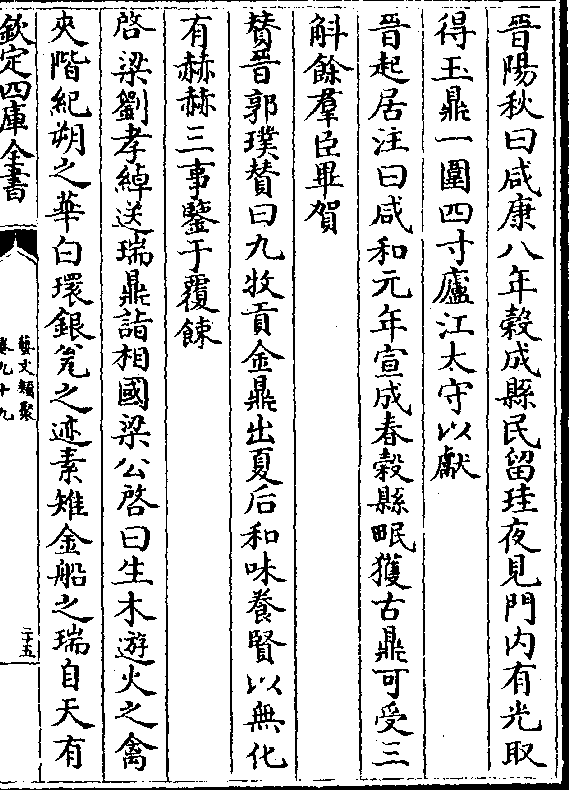 晉陽秋曰咸康八年榖成縣民留珪夜見門内有光取
得玉鼎一圍四寸廬江太守以獻
晉起居注曰咸和元年宣成春榖縣㟭獲古鼎可受三
斛餘羣臣畢賀
賛晉郭璞賛曰九牧貢金鼎出夏后和味養賢以無化
有赫赫三事鑒于覆餗
啓梁劉孝綽送瑞鼎詣相國梁公啓曰生木遊火之禽
夾階紀朔之華白環銀瓮之迹素雉金船之瑞自天有
欽定四庫全書
藝文類聚
卷九十九
二十五